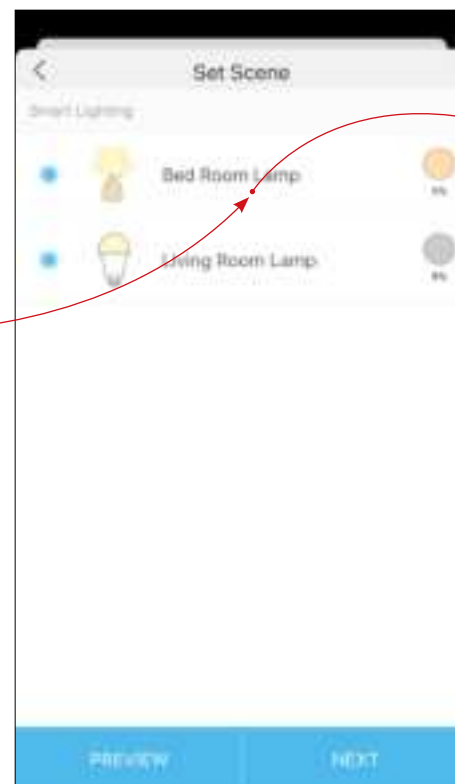 Set Scene
Smart Lighting
Bed Room Lamp
Living Room Lamp
PREVIEW NEXT